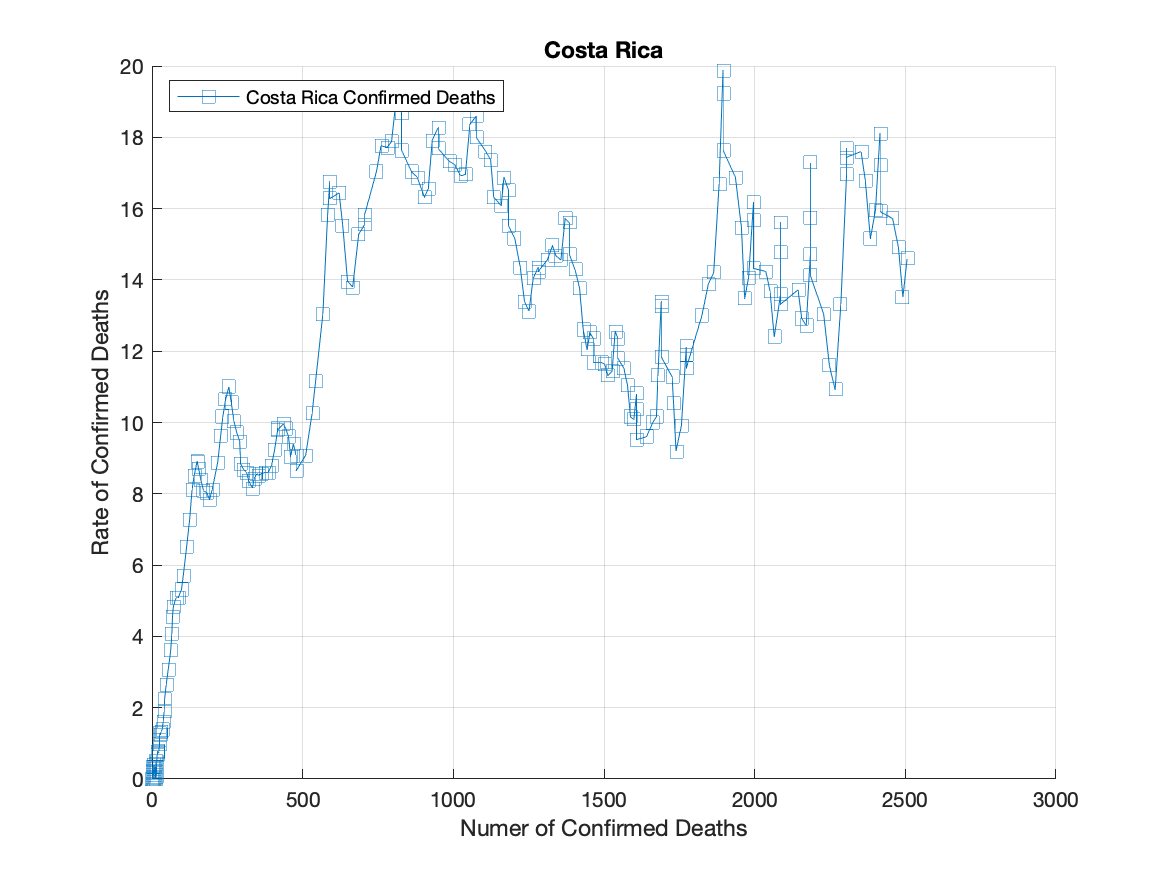 Costa Rica
Costa Rica Confirmed Deaths
20
18
16
14
12
10
8
6
4
2
0
Rate of Confirmed Deaths
0 500 1000 1500 2000 2500 3000
Numer of Confirmed Deaths